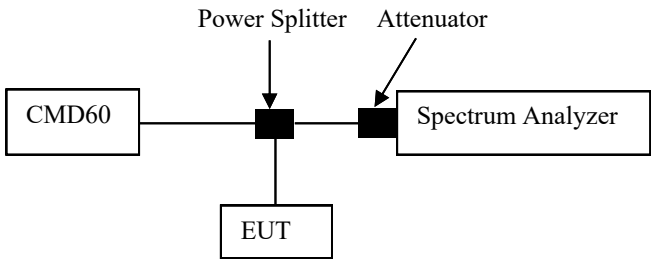 Power Splitter
Attenuator
CMD60
Spectrum Analyzer
EUT